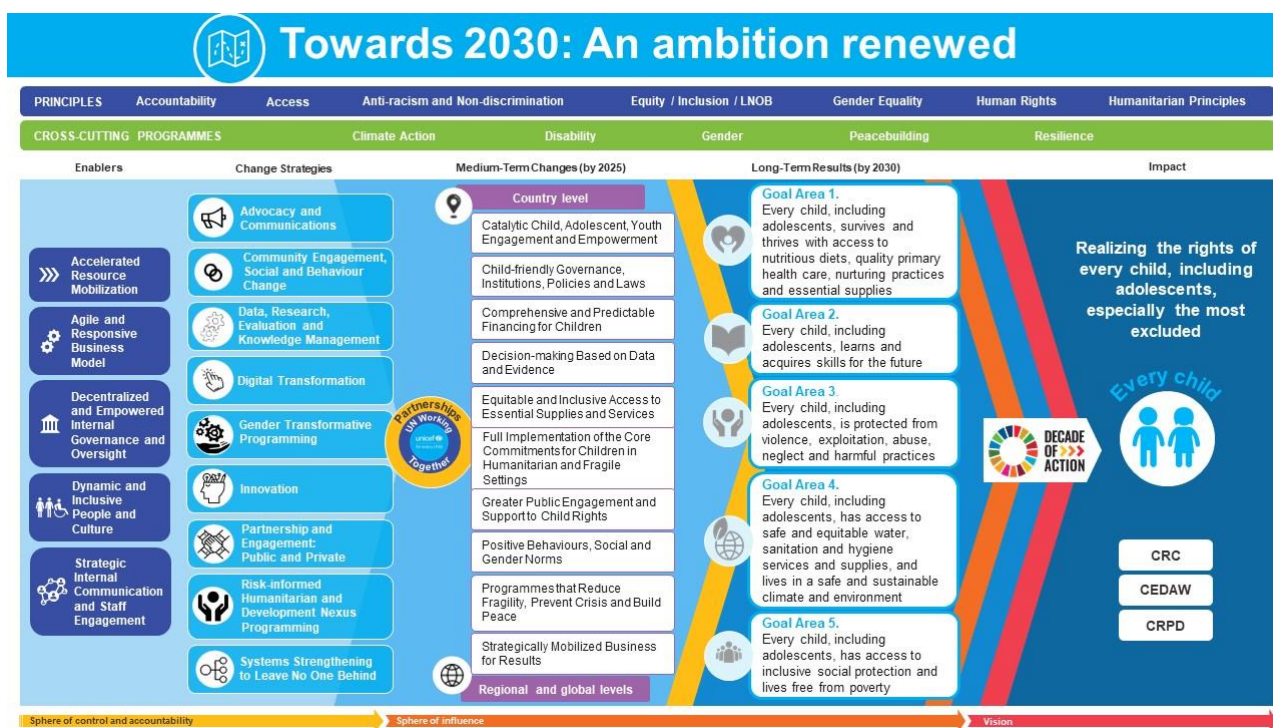 Towards 2030: An ambition renewed
PRINCIPLES Accountability Access Anti-racism and Non-discrimination Equity / Inclusion / LNOB Gender Equality Human Rights Humanitarian Principles
CROSS-CUTTING PROGRAMMES Climate Action Disability Gender Peacebuilding Resilience
Enablers Change Strategies Medium-Term Changes (by 2025) Long-Term Results (by 2030) Impact
Accelerated
Resource
Mobilization
Agile and
Responsive
Business
Model
Decentralized
and Empowered
Internal
Governance and
Oversight
Dynamic and
Inclusive
People and
Culture
Strategic
Internal
Communication
and Staff
Engagement
Advocacy and
Communications
Community Engagement,
Social and Behaviour
Change
Data, Research,
Evaluation and
Knowledge Management
Digital Transformation
Gender Transformative
Programming
Innovation
Partnership and
Engagement:
Public and Private
Risk-informed
Humanitarian and
Development Nexus
Programming
Systems Strengthening
to Leave No One Behind
Partnerships
UN Working
unicef
Together
Country level
Catalytic Child, Adolescent, Youth
Engagement and Empowerment
Child-friendly Governance,
Institutions, Policies and Laws
Comprehensive and Predictable
Financing for Children
Decision-making Based on Data
and Evidence
Equitable and Inclusive Access to
Essential Supplies and Services
Full Implementation of the Core
Commitments for Children in
Humanitarian and Fragile
Settings
Greater Public Engagement and
Support to Child Rights
Positive Behaviours, Social and
Gender Norms
Programmes that Reduce
Fragility, Prevent Crisis and Build
Peace
Strategically Mobilized Business
for Results
Regional and global levels
Goal Area 1.
Every child, including
adolescents, survives and
thrives with access to
nutritious diets, quality primary
health care, nurturing practices
and essential supplies
Goal Area 2.
Every child, including
adolescents, learns and
acquires skills for the future
Goal Area 3.
Every child, including
adolescents, is protected from
violence, exploitation, abuse,
neglect and harmful practices
Goal Area 4.
Every child, including
adolescents, has access to
safe and equitable water,
sanitation and hygiene
services and supplies, and
lives in a safe and sustainable
climate and environment
Goal Area 5.
Every child, including
adolescents, has access to
inclusive social protection and
lives free from poverty
DECADE
OF >>>
ACTION
Realizing the rights of
every child, including
adolescents,
especially the most
excluded
Every child
CRC
CEDAW
CRPD
Sphere of control and accountability Sphere of influence Vision